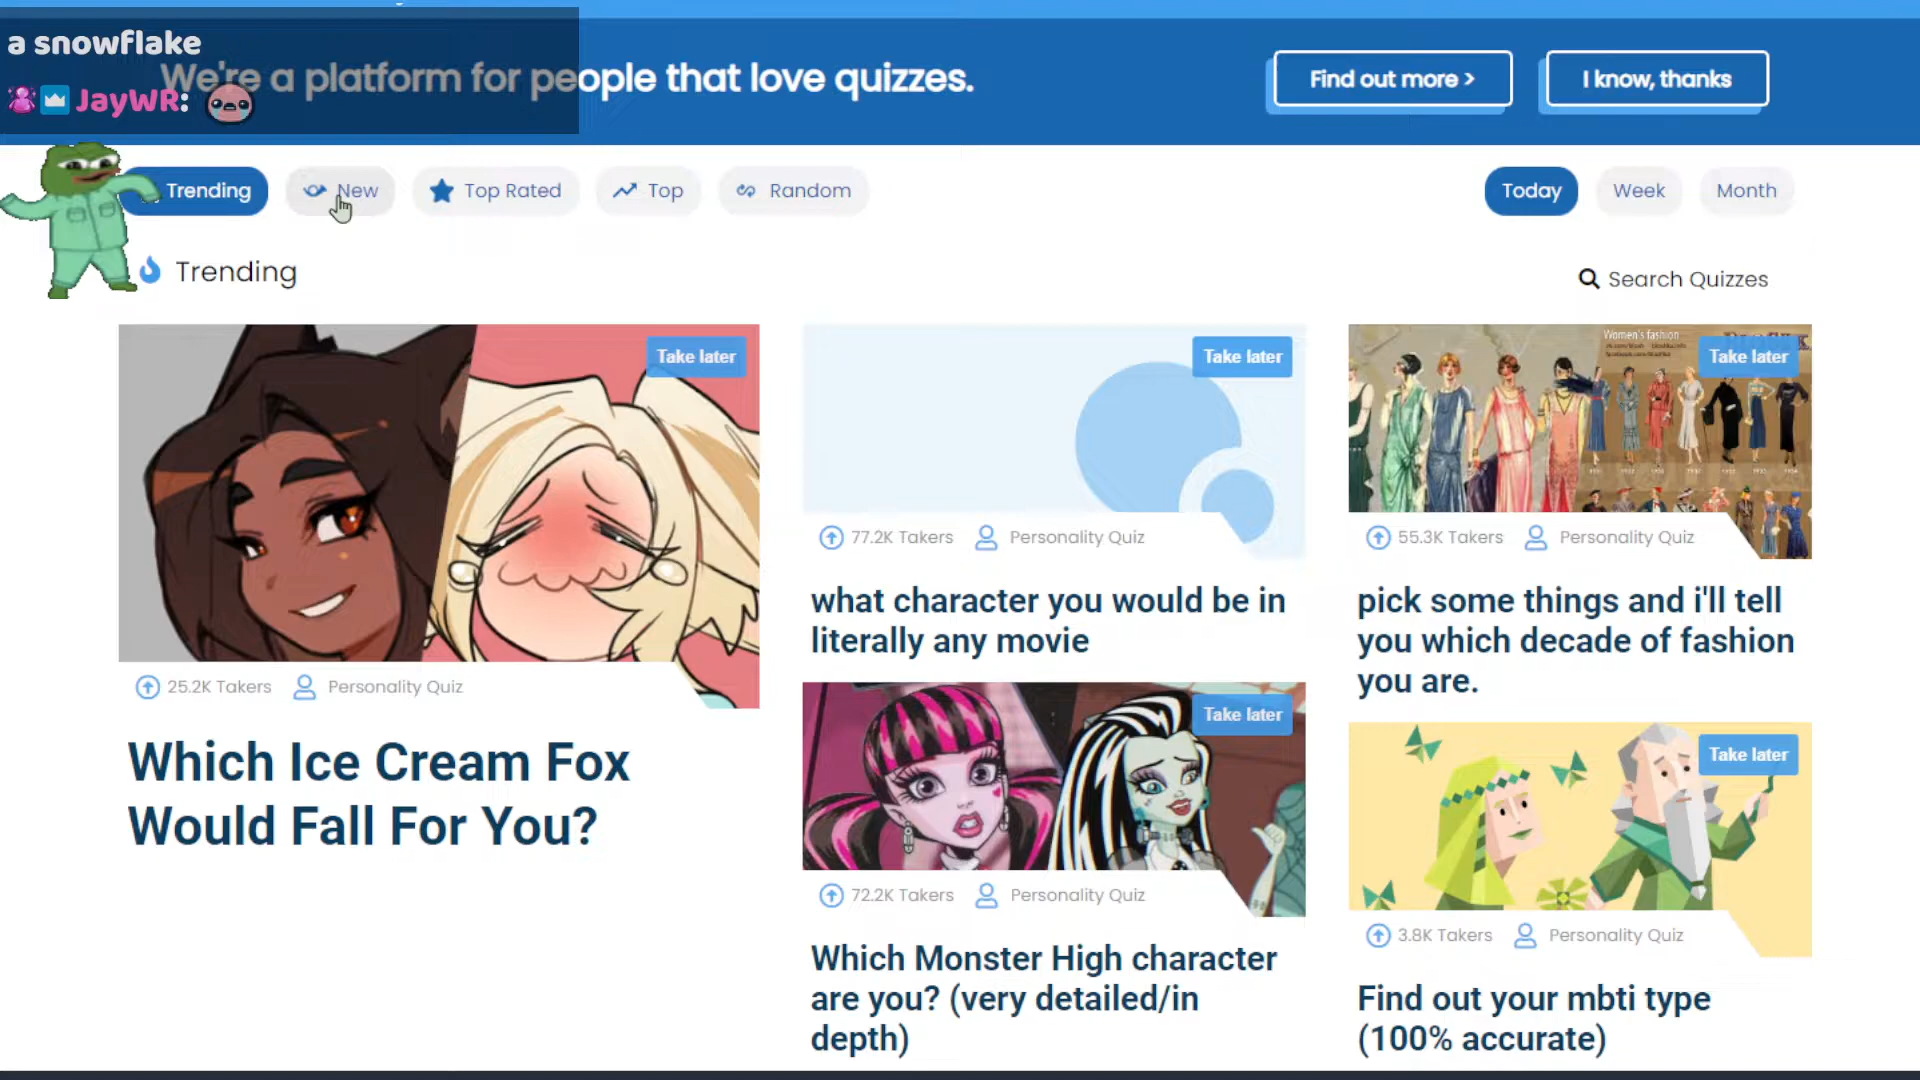 a snowflake
We're a platform for people that love quizzes.
Find out more >
I know, thanks
JayWR:
Trending
New
Top Rated
Top
Random
Today
Week
Month
Trending
Search Quizzes
Take later
25.2K Takers
Personality Quiz
Which Ice Cream Fox
Would Fall For You?
Take later
77.2K Takers
Personality Quiz
what character you would be in
literally any movie
Take later
72.2K Takers
Personality Quiz
Which Monster High character
are you? (very detailed/in
depth)
Women's fashion
Take later
55.3K Takers
Personality Quiz
pick some things and i'll tell
you which decade of fashion
you are.
Take later
3.8K Takers
Personality Quiz
Find out your mbti type
(100% accurate)